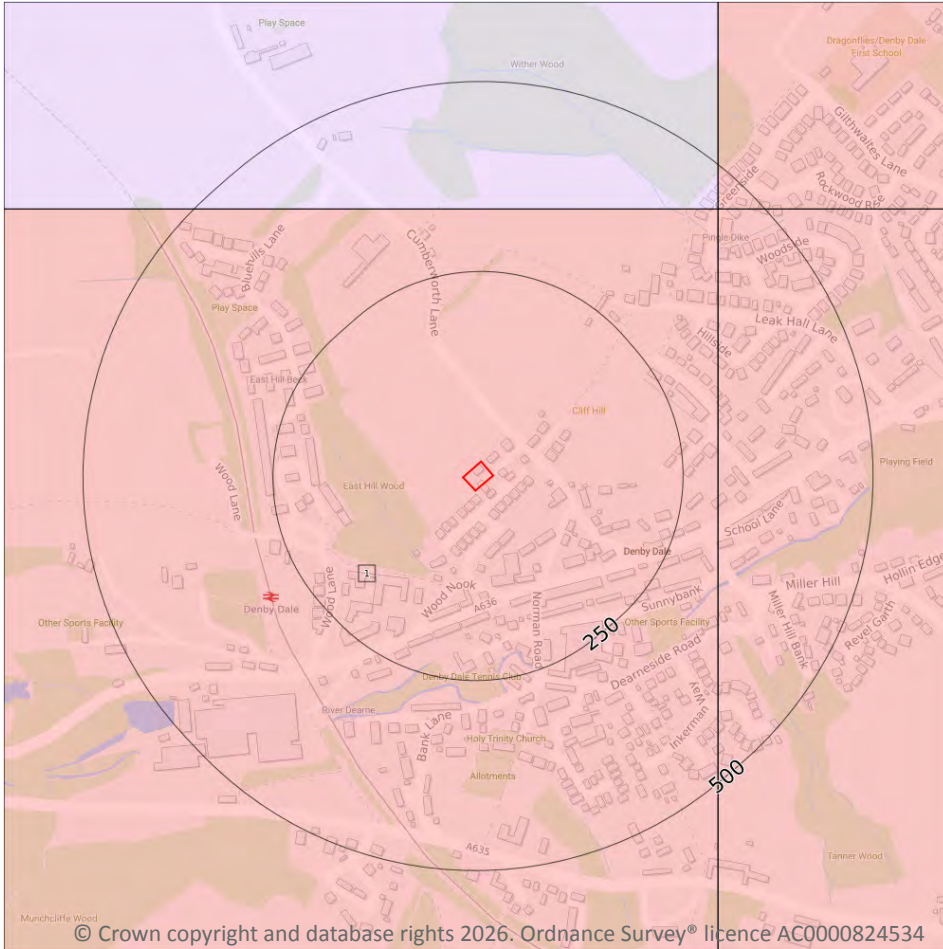 Play Space
Dragonflies/Denby Dale
First School
Wither Wood
Gilthwaites Lane
Rockwood Rise
Greenside
Pingle Dike
Woodside
Bluehills Lane
Cumberworth Lane
Play Space
Leak Hall Lane
Hillside
East Hill Beck
Cliff Hill
Wood Lane
East Hill Wood
Playing Field
School Lane
Denby Dale
1
Wood Lane
Wood Nook
A636
Sunnybank
Miller Hill
Hollin Edge
Denby Dale
Norman Road
250
Other Sports Facility
Other Sports Facility
Miller Hill Bank
Revel Garth
Dearneside Road
Denby Dale Tennis Club
River Dearne
Inkerman Way
Bank Lane
Holy Trinity Church
Allotments
500
A635
Tanner Wood
Munchcliffe Wood
© Crown copyright and database rights 2026. Ordnance Survey® licence AC0000824534